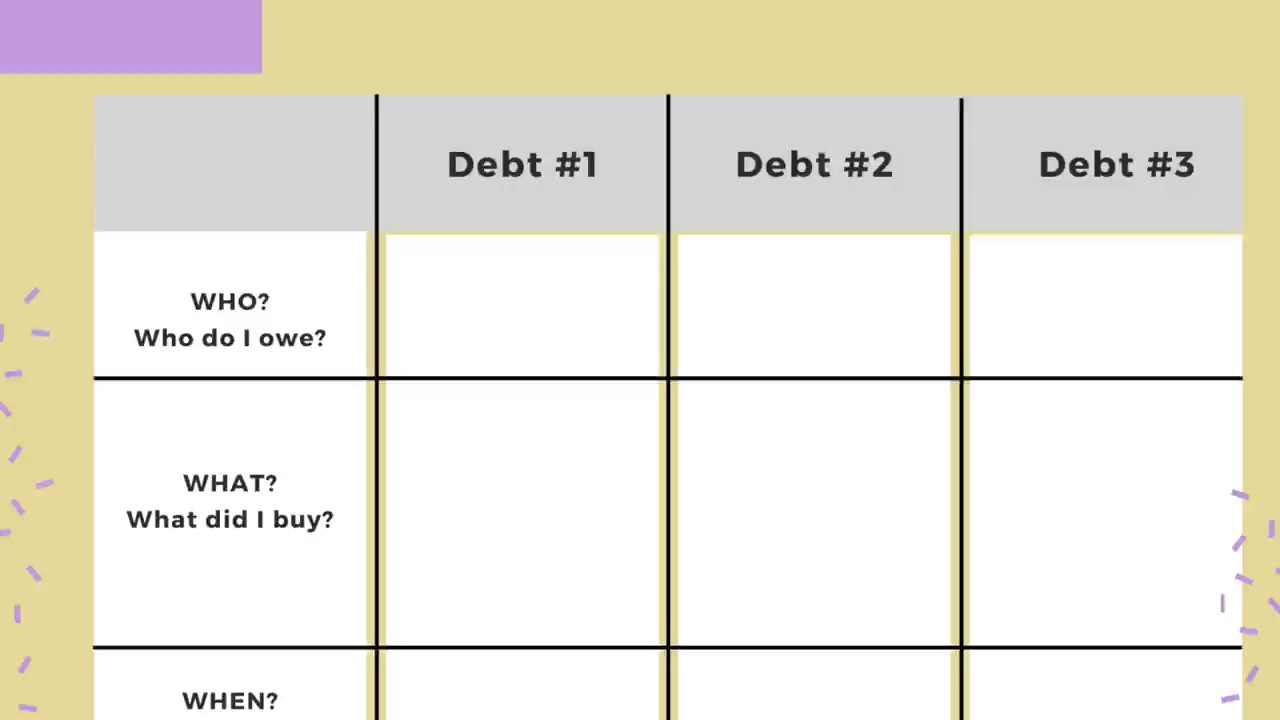 Debt #1 Debt #2 Debt #3
WHO?
Who do I owe?
WHAT?
What did I buy?
WHEN?